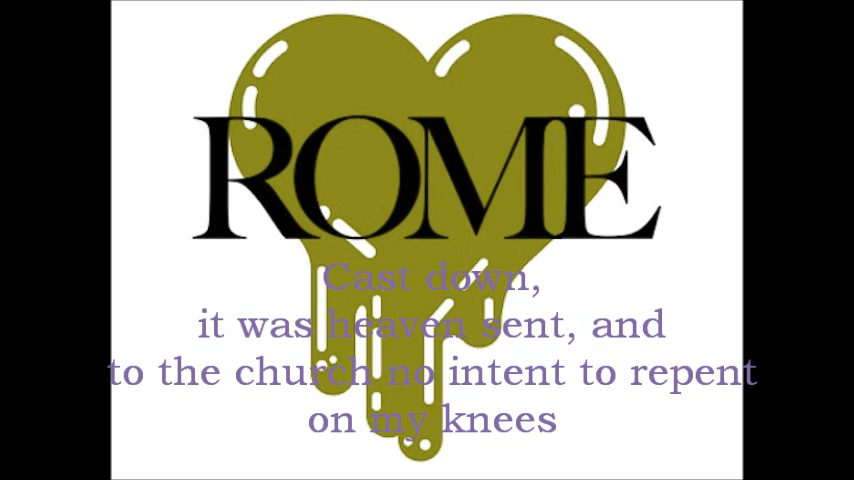 ROME
Cast down,
it was heaven sent, and
to the church no intent to repent
on my knees